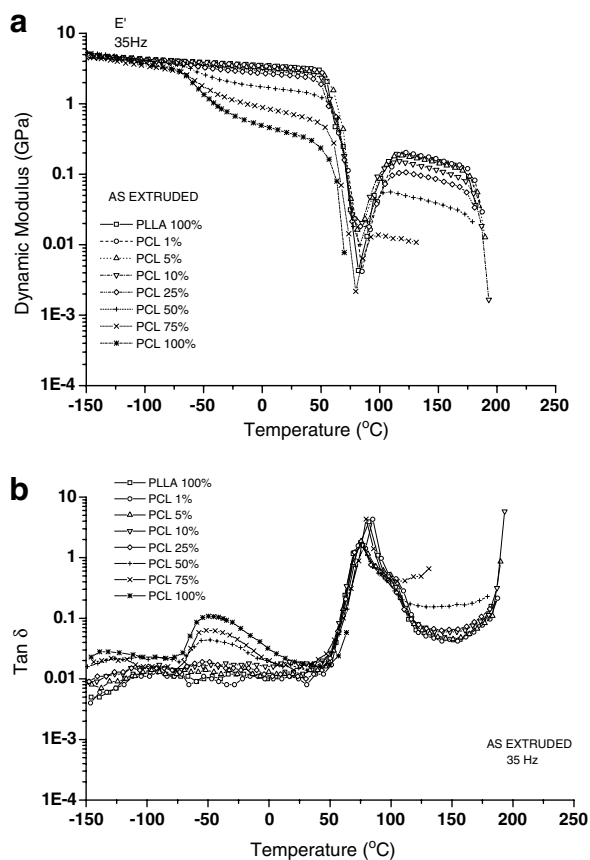 a
E'
35Hz
10
1
0.1
0.01
1E-3
1E-4
Dynamic Modulus (GPa)
AS EXTRUDED
PLLA 100%
PCL 1%
PCL 5%
PCL 10%
PCL 25%
PCL 50%
PCL 75%
PCL 100%
-150 -100 -50 0 50 100 150 200 250
Temperature (°C)
b
PLLA 100%
PCL 1%
PCL 5%
PCL 10%
PCL 25%
PCL 50%
PCL 75%
PCL 100%
10
1
0.1
0.01
1E-3
1E-4
Tan δ
AS EXTRUDED
35 Hz
-150 -100 -50 0 50 100 150 200 250
Temperature (°C)